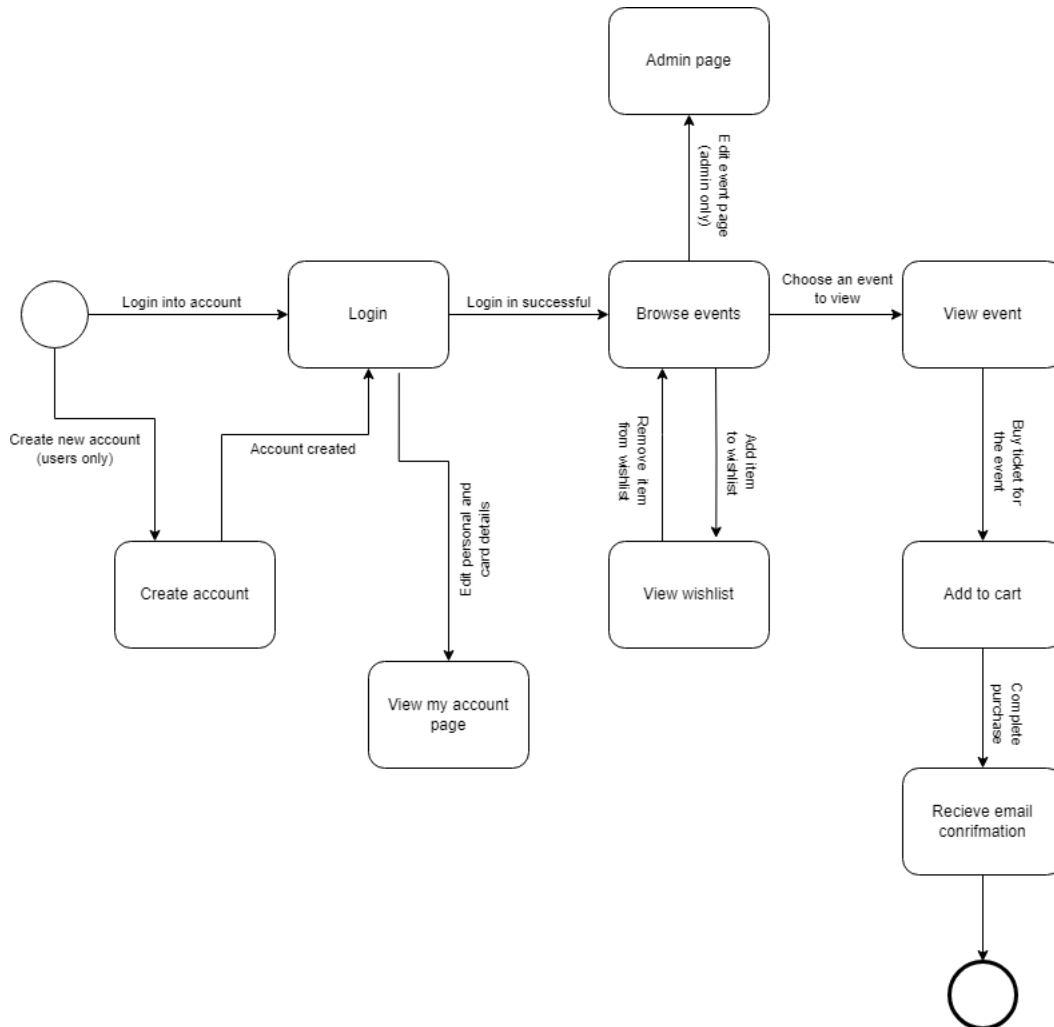 Admin page
Edit event page
(admin only)
Login into account
Login
Login in successful
Browse events
Choose an event
to view
View event
Create new account
(users only)
Account created
Edit personal and
card details
Remove item
from wishlist
Add item
to wishlist
Buy ticket for
the event
Create account
View wishlist
Add to cart
View my account
page
Complete
purchase
Recieve email
conrifmation